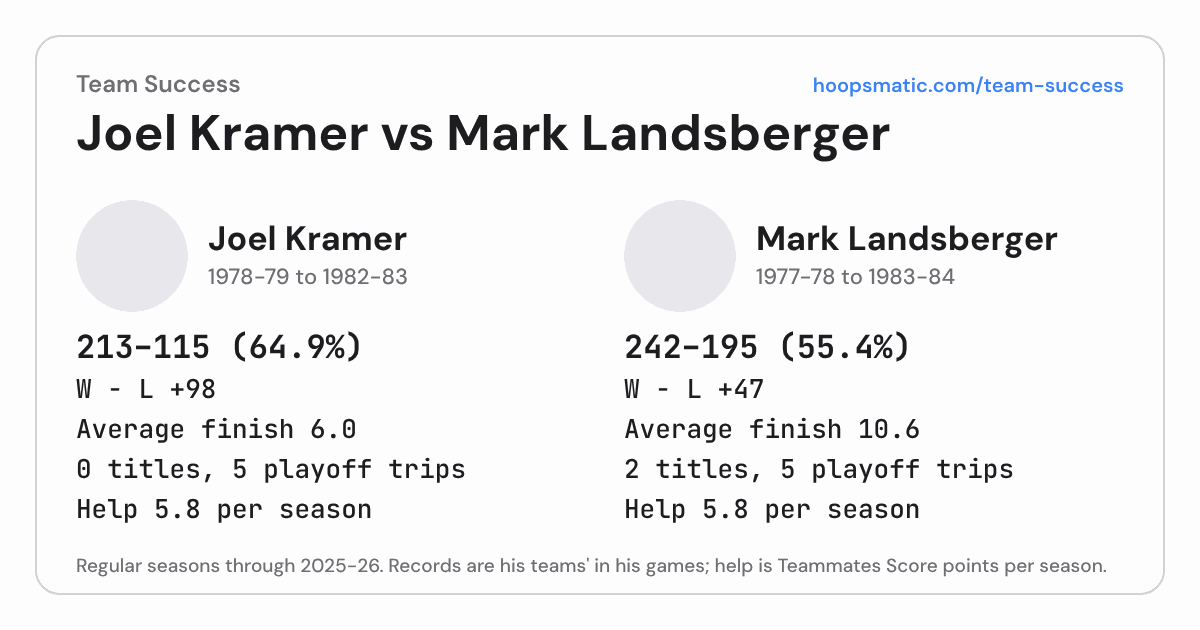 Team Success
hoopsmatic.com/team-success
Joel Kramer vs Mark Landsberger
Joel Kramer
1978–79 to 1982–83
213–115 (64.9%)
W - L +98
Average finish 6.0
0 titles, 5 playoff trips
Help 5.8 per season
Mark Landsberger
1977–78 to 1983–84
242–195 (55.4%)
W - L +47
Average finish 10.6
2 titles, 5 playoff trips
Help 5.8 per season
Regular seasons through 2025-26. Records are his teams' in his games; help is Teammates Score points per season.